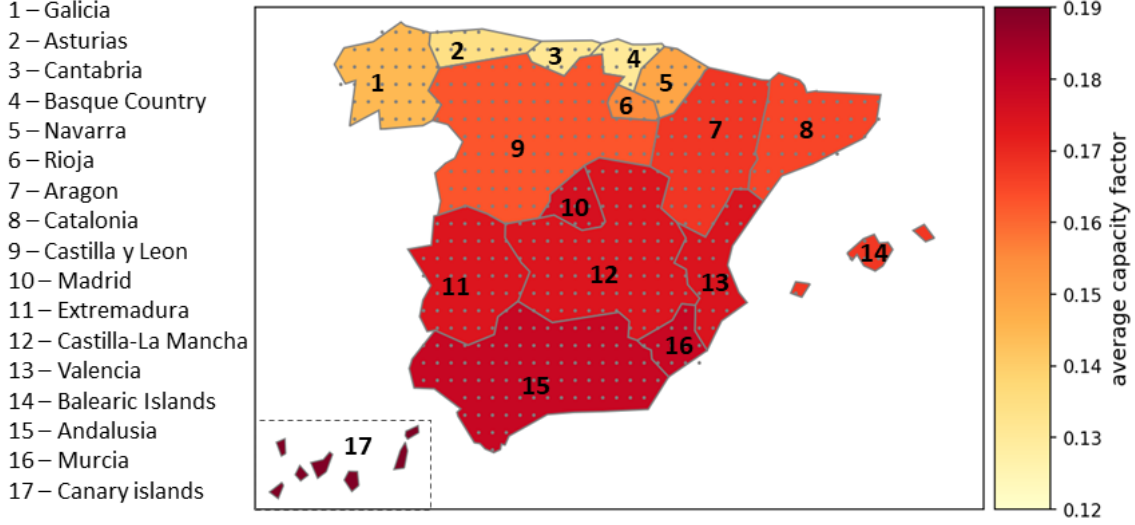 1 – Galicia
2 – Asturias
3 – Cantabria
4 – Basque Country
5 – Navarra
6 – Rioja
7 – Aragon
8 – Catalonia
9 – Castilla y Leon
10 – Madrid
11 – Extremadura
12 – Castilla-La Mancha
13 – Valencia
14 – Balearic Islands
15 – Andalusia
16 – Murcia
17 – Canary islands
1
2
3
4
5
6
7
8
9
10
11
12
13
14
15
16
17
0.19
0.18
0.17
0.16
0.15
0.14
0.13
0.12
average capacity factor